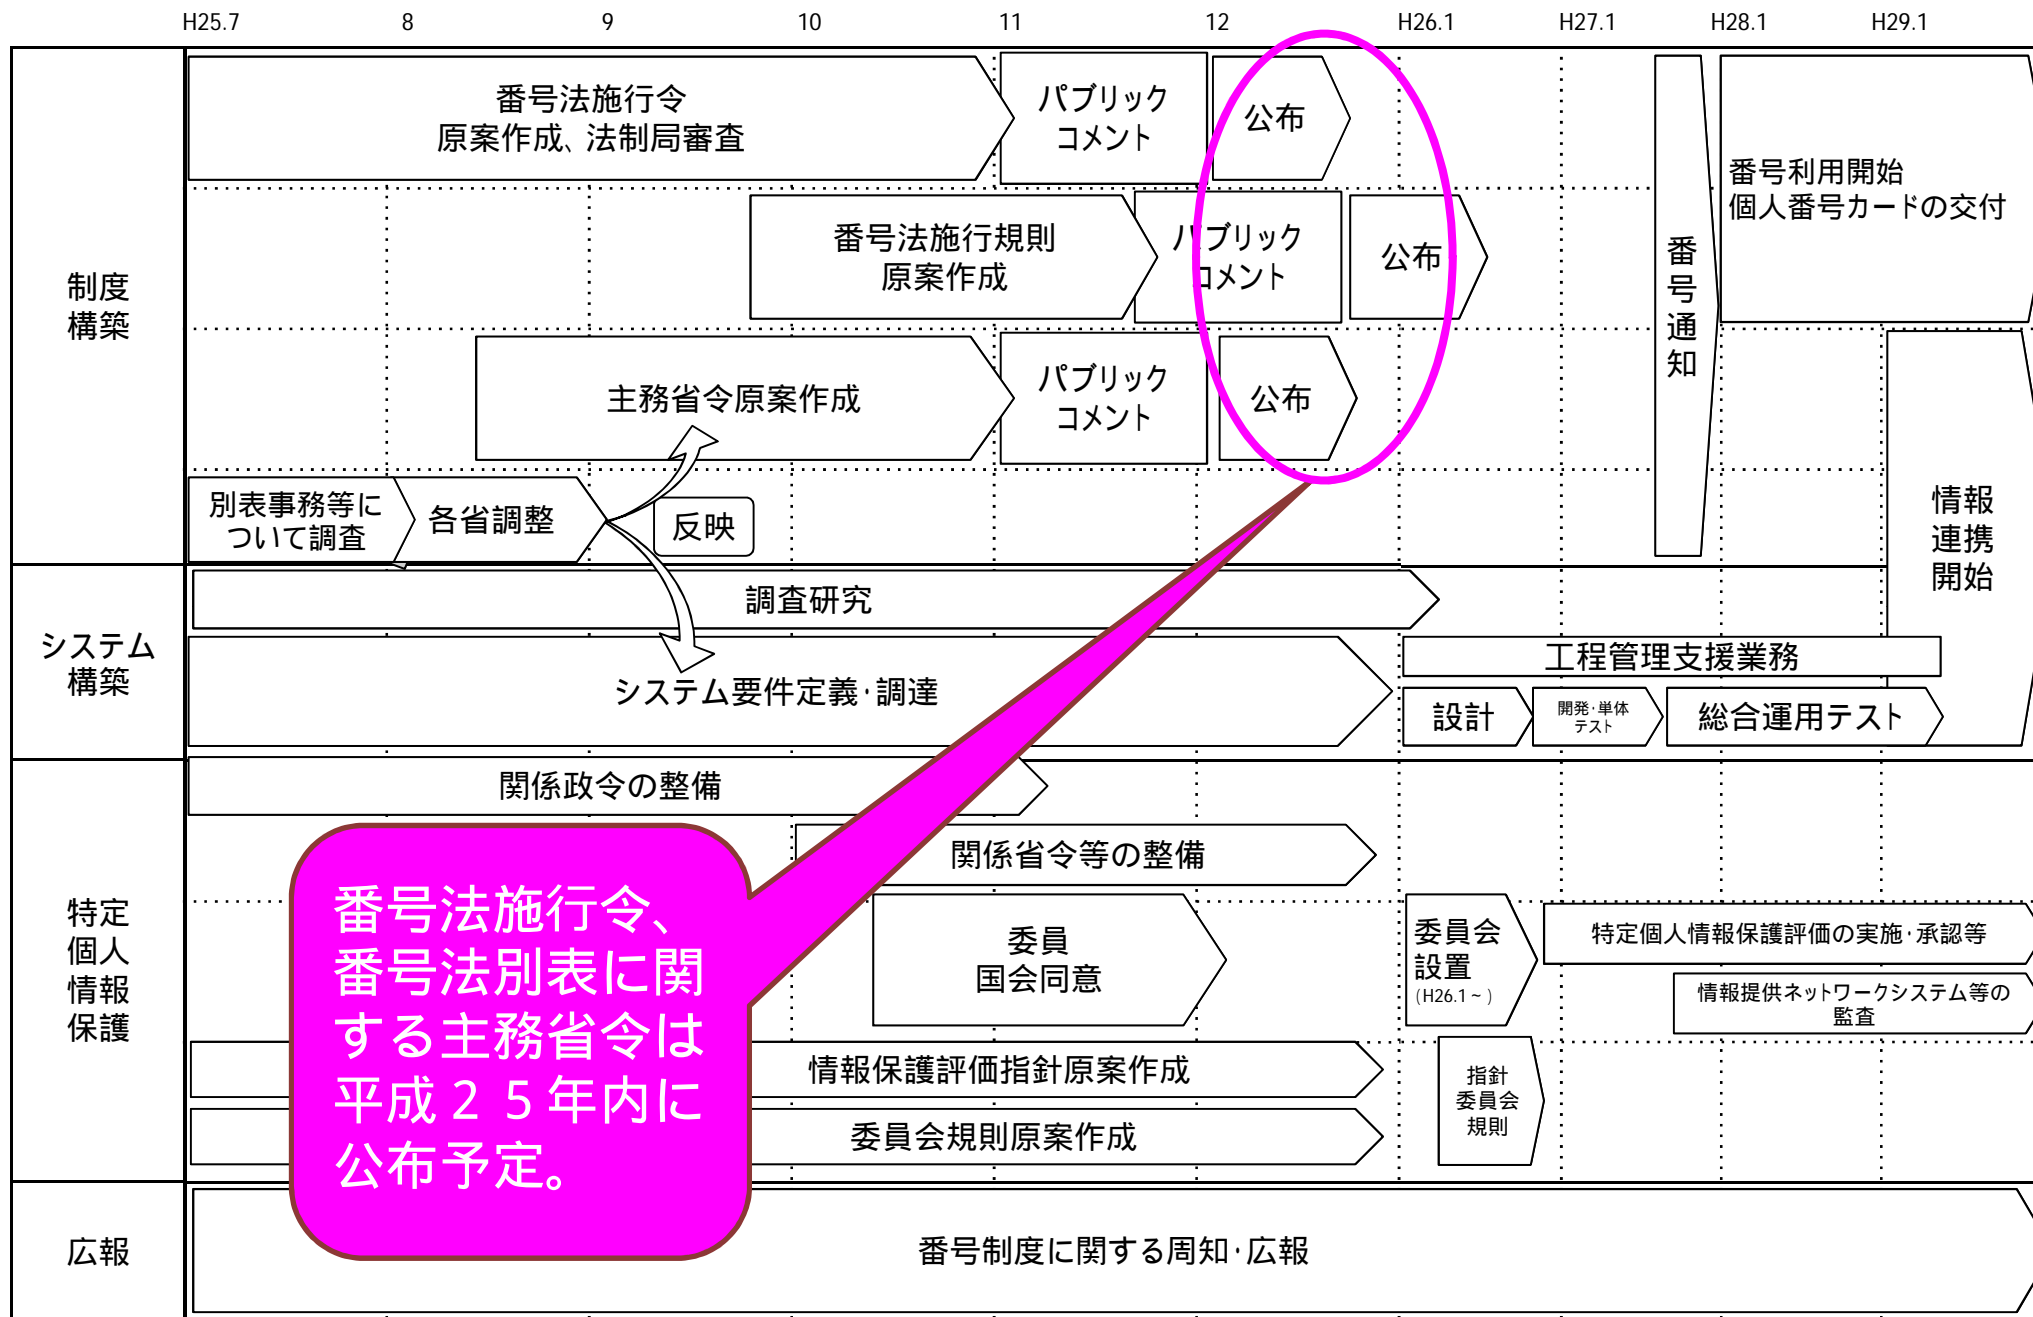 H25.7
8
9
10
11
12
H26.1
H27.1
H28.1
H29.1
制度
構築
番号法施行令
原案作成、法制局審査
パブリック
コメント
公布
番号法施行規則
原案作成
パブリック
コメント
公布
主務省令原案作成
パブリック
コメント
公布
別表事務等に
ついて調査
各省調整
反映
番号通知
番号利用開始
個人番号カードの交付
情報
連携
開始
システム
構築
調査研究
システム要件定義・調達
工程管理支援業務
設計
開発・単体
テスト
総合運用テスト
特定
個人
情報
保護
関係政令の整備
関係省令等の整備
委員
国会同意
委員会
設置
(H26.1~)
特定個人情報保護評価の実施・承認等
情報提供ネットワークシステム等の
監査
情報保護評価指針原案作成
委員会規則原案作成
指針
委員会
規則
番号法施行令、
番号法別表に関
する主務省令は
平成25年内に
公布予定。
広報
番号制度に関する周知・広報